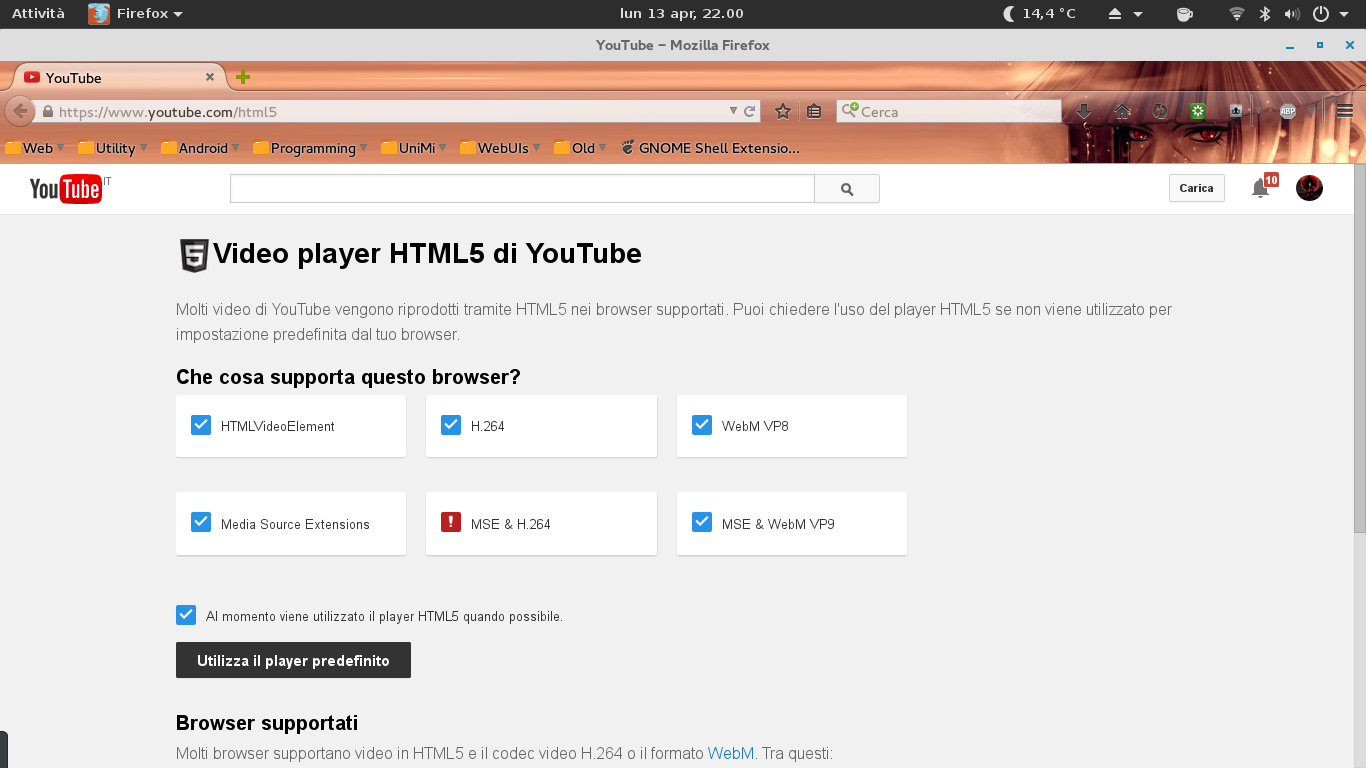 Attività Firefox lun 13 apr, 22.00 14,4 °C
YouTube – Mozilla Firefox
YouTube
https://www.youtube.com/html5 Cerca ABP
Web Utility Android Programming UniMi WebUIs Old GNOME Shell Extensio...
YouTube IT Carica 10
5 Video player HTML5 di YouTube
Molti video di YouTube vengono riprodotti tramite HTML5 nei browser supportati. Puoi chiedere l'uso del player HTML5 se non viene utilizzato per
impostazione predefinita dal tuo browser.
Che cosa supporta questo browser?
HTMLVideoElement H.264 WebM VP8
Media Source Extensions MSE & H.264 MSE & WebM VP9
Al momento viene utilizzato il player HTML5 quando possibile.
Utilizza il player predefinito
Browser supportati
Molti browser supportano video in HTML5 e il codec video H.264 o il formato WebM. Tra questi: